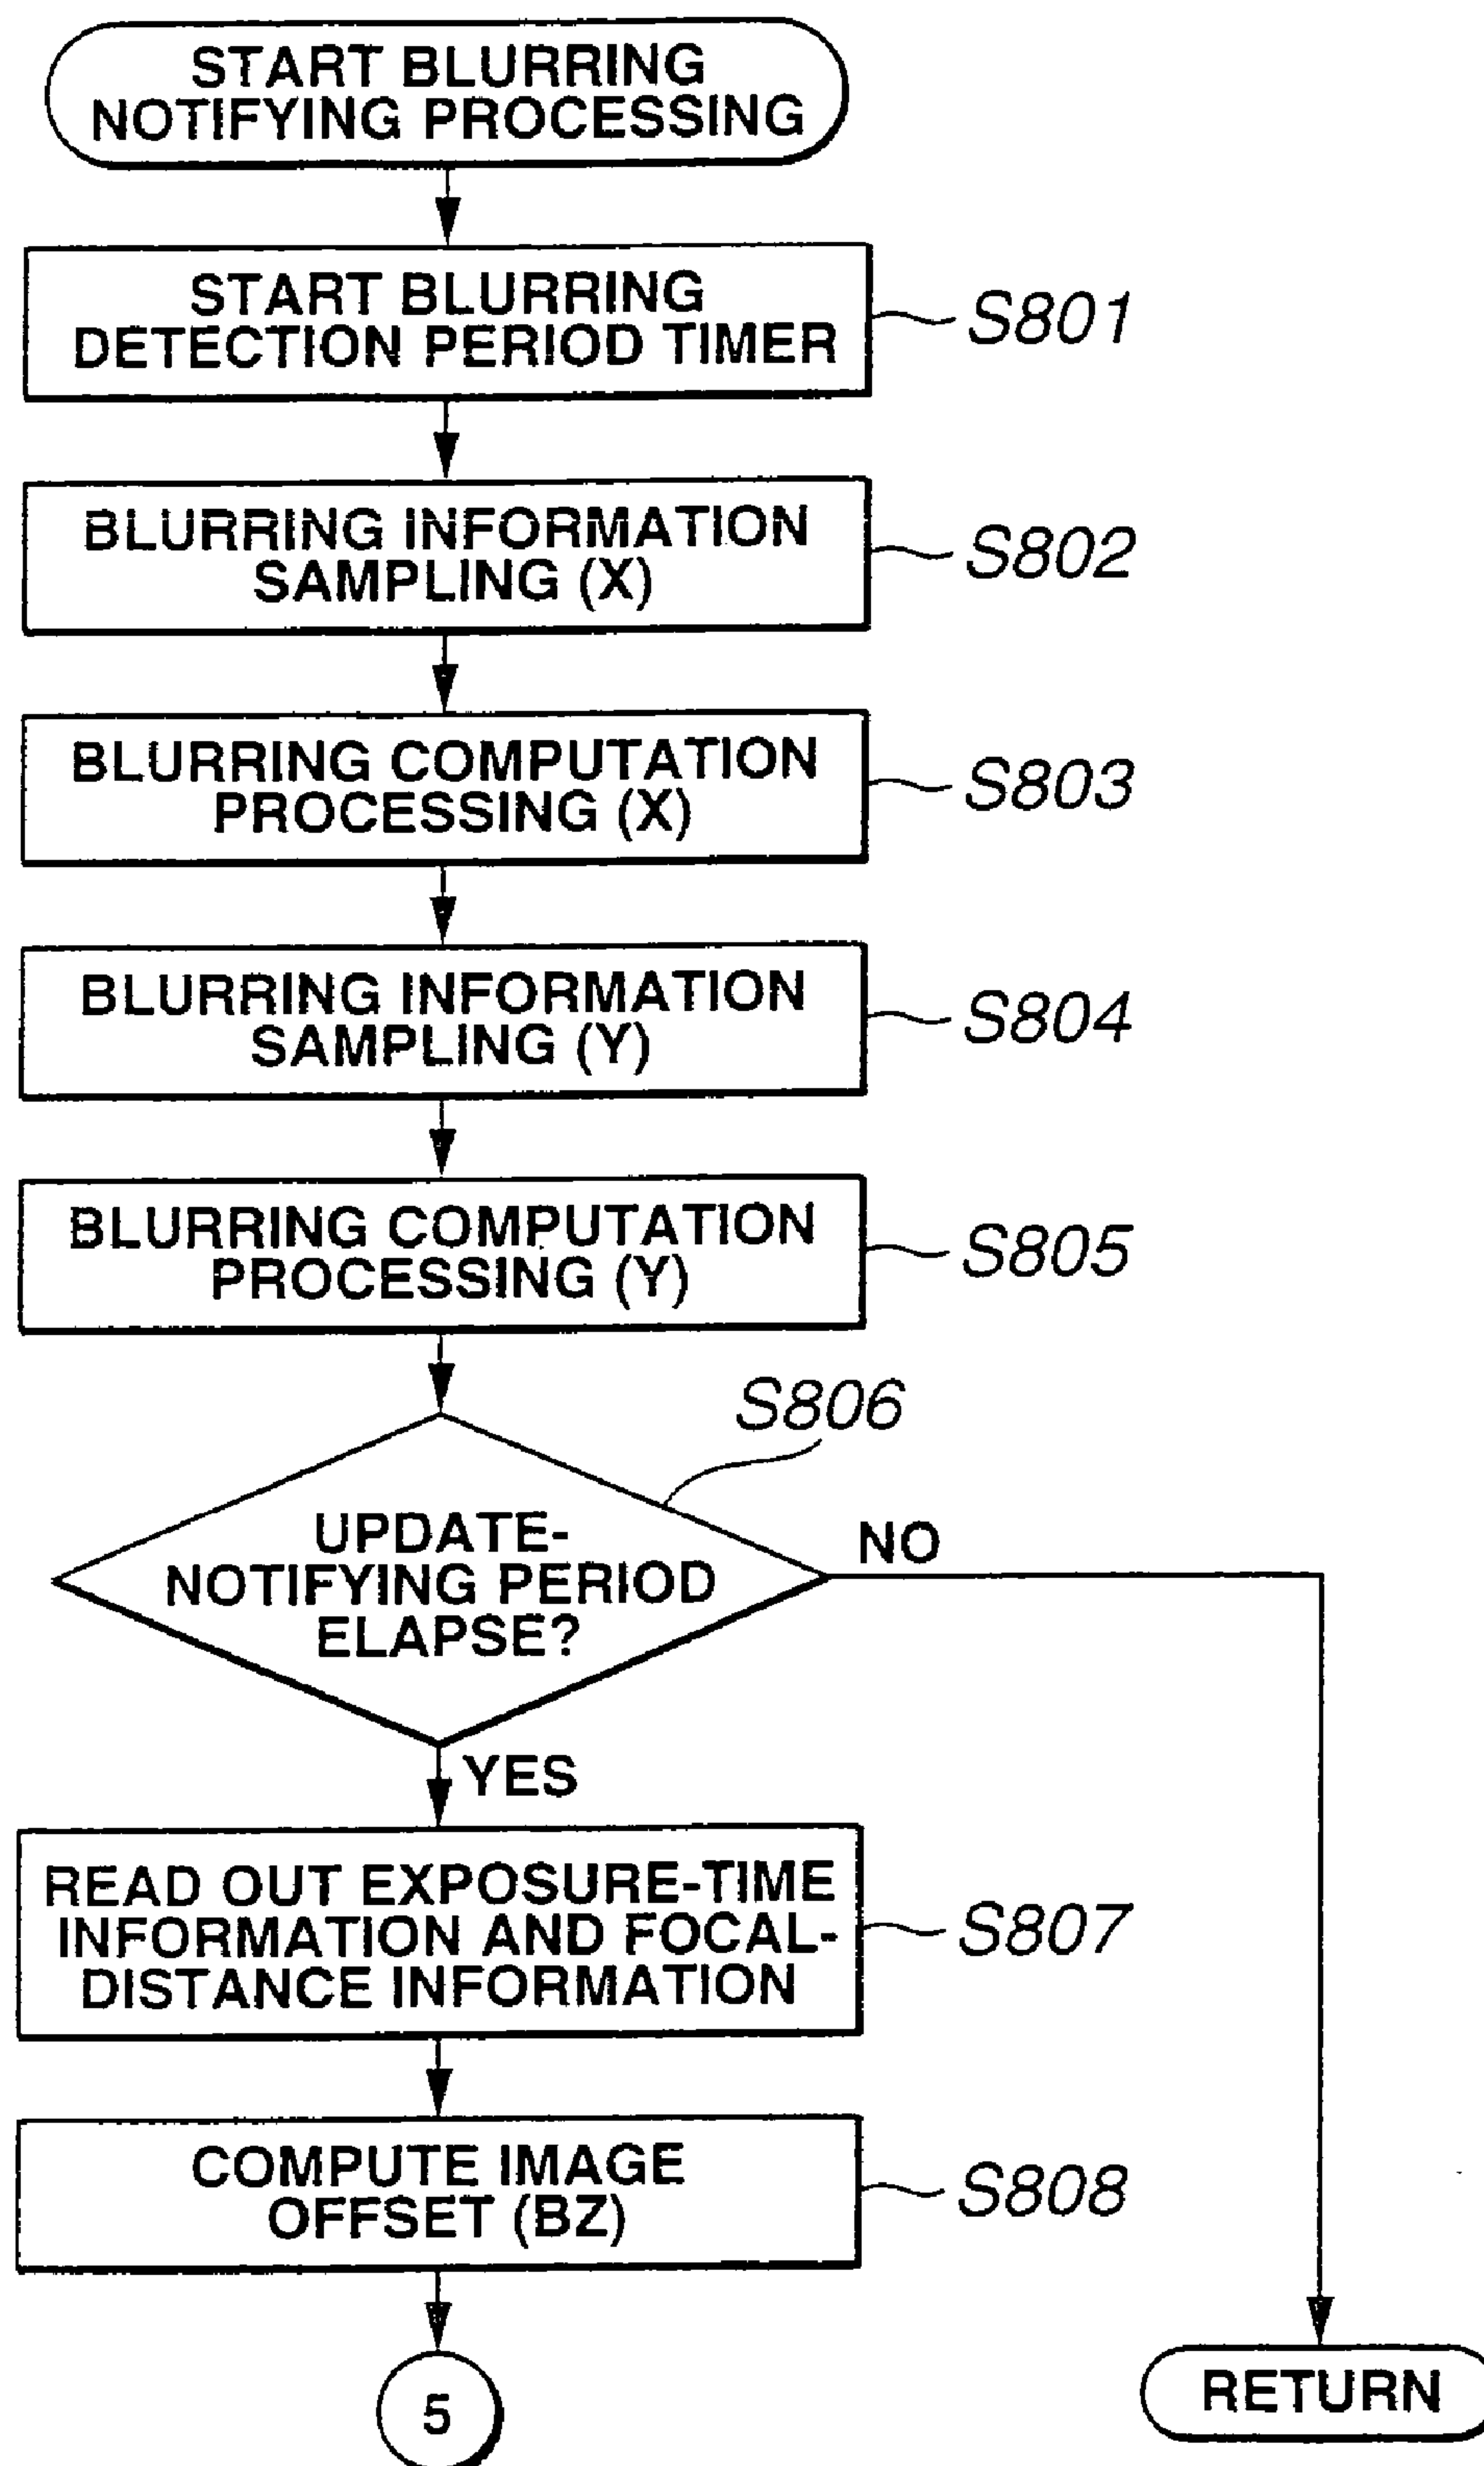 START BLURRING
NOTIFYING PROCESSING
START BLURRING
DETECTION PERIOD TIMER
S801
BLURRING INFORMATION
SAMPLING (X)
S802
BLURRING COMPUTATION
PROCESSING (X)
S803
BLURRING INFORMATION
SAMPLING (Y)
S804
BLURRING COMPUTATION
PROCESSING (Y)
S805
S806
UPDATE-
NOTIFYING PERIOD
ELAPSE?
NO
YES
READ OUT EXPOSURE-TIME
INFORMATION AND FOCAL-
DISTANCE INFORMATION
S807
COMPUTE IMAGE
OFFSET (BZ)
S808
5
RETURN